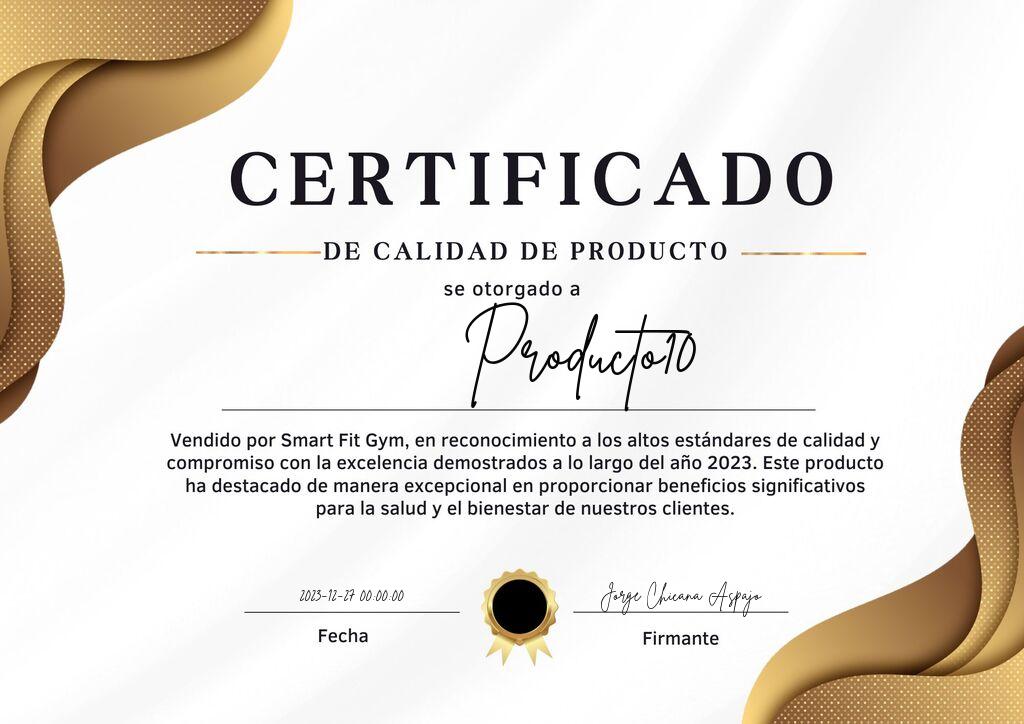 CERTIFICADO
DE CALIDAD DE PRODUCTO
se otorgado a
Producto10
Vendido por Smart Fit Gym, en reconocimiento a los altos estándares de calidad y
compromiso con la excelencia demostrados a lo largo del año 2023. Este producto
ha destacado de manera excepcional en proporcionar beneficios significativos
para la salud y el bienestar de nuestros clientes.
2023-12-27 00:00:00
Jorge Chicana Aspajo
Fecha
Firmante